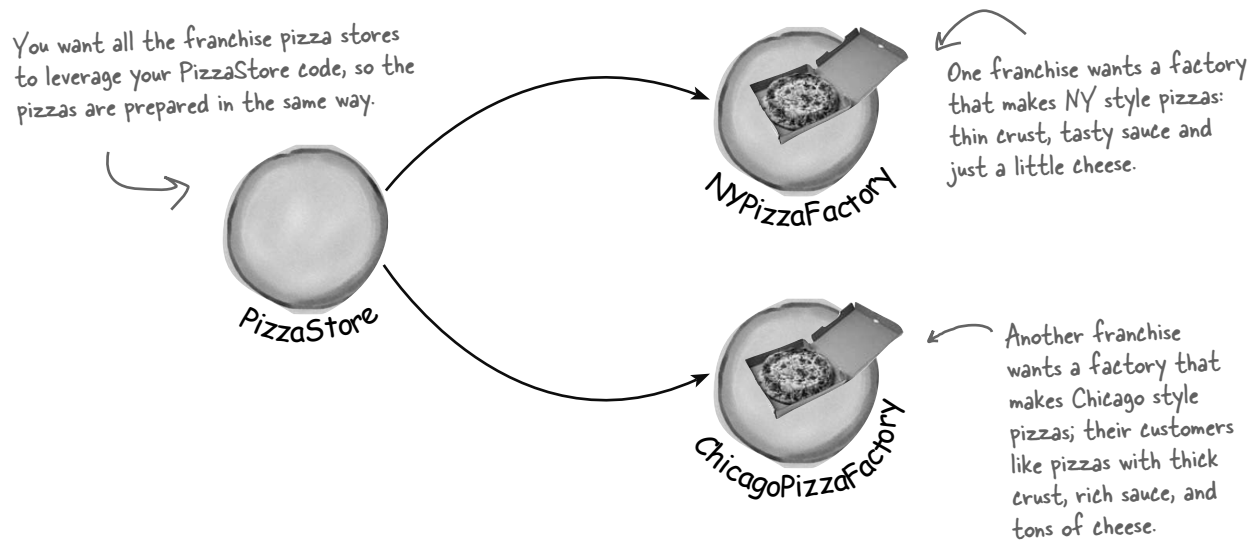 You want all the franchise pizza stores
to leverage your PizzaStore code, so the
pizzas are prepared in the same way.
PizzaStore
NYPizzaFactory
One franchise wants a factory
that makes NY style pizzas:
thin crust, tasty sauce and
just a little cheese.
ChicagoPizzaFactory
Another franchise
wants a factory that
makes Chicago style
pizzas; their customers
like pizzas with thick
crust, rich sauce, and
tons of cheese.